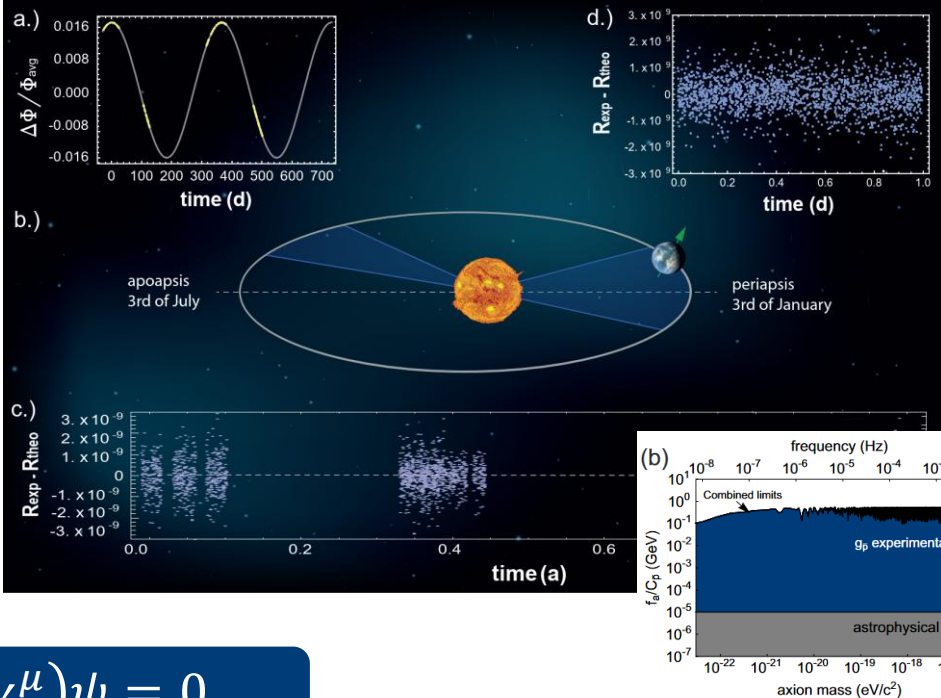 a.)
ΔΦ / Φavg
0.016
0.008
0.000
-0.008
-0.016
0 100 200 300 400 500 600 700
time (d)
d.)
Rexp - Rtheo
3. x 10 9
2. x 10 9
1. x 10 9
0
-1. x 10 9
-2. x 10 9
-3. x 10 9
0.0 0.2 0.4 0.6 0.8 1.0
time (d)
b.)
apoapsis
3rd of July
periapsis
3rd of January
c.)
Rexp - Rtheo
3. x 10 -9
2. x 10 -9
1. x 10 -9
0
-1. x 10 -9
-2. x 10 -9
-3. x 10 -9
0.0 0.2 0.4 0.6
time (a)
(b)
frequency (Hz)
10⁻⁸ 10⁻⁷ 10⁻⁶ 10⁻⁵ 10⁻⁴
fa/Cp (GeV)
10¹
10⁰
10⁻¹
10⁻²
10⁻³
10⁻⁴
10⁻⁵
10⁻⁶
10⁻⁷
Combined limits
gp experimenta
astrophysical
10⁻²² 10⁻²¹ 10⁻²⁰ 10⁻¹⁹ 10⁻¹⁸
axion mass (eV/c²)
μ)ψ = 0